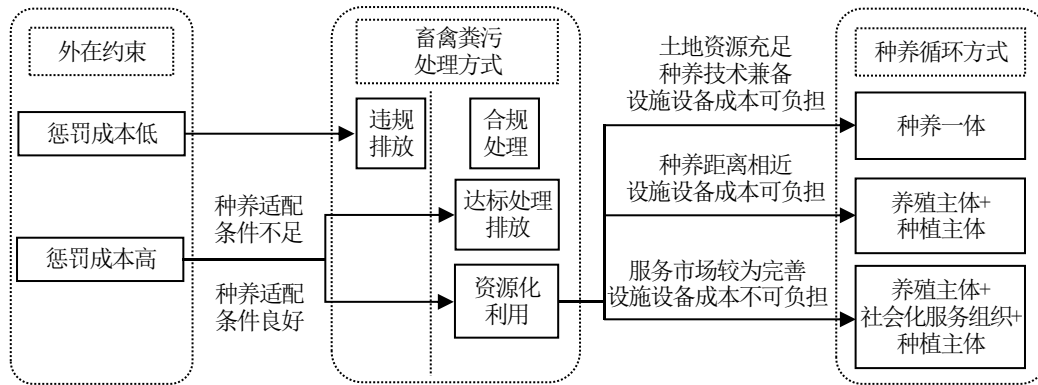 外在约束
惩罚成本低
惩罚成本高
种养适配
条件不足
种养适配
条件良好
畜禽粪污
处理方式
违规
排放
合规
处理
达标处理
排放
资源化
利用
土地资源充足
种养技术兼备
设施设备成本可负担
种养距离相近
设施设备成本可负担
服务市场较为完善
设施设备成本不可负担
种养循环方式
种养一体
养殖主体+
种植主体
养殖主体+
社会化服务组织+
种植主体